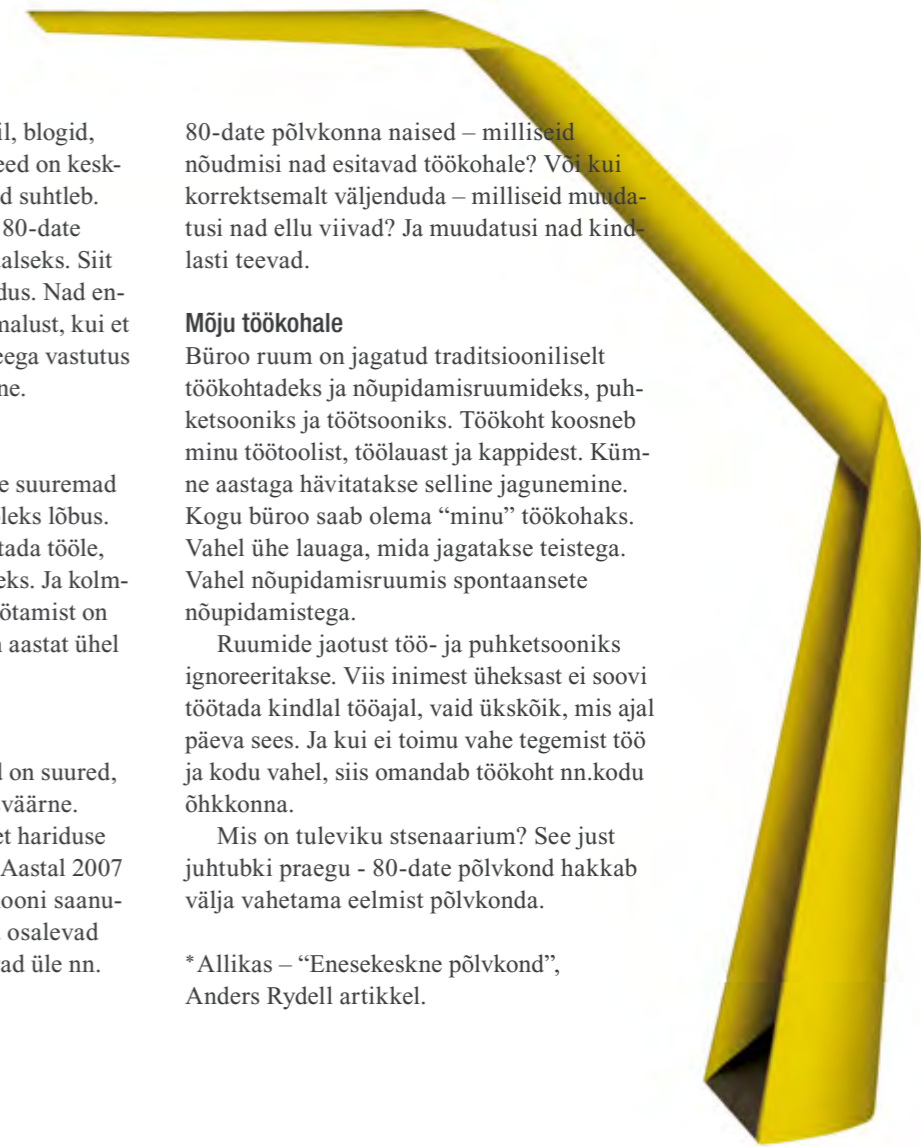 il, blogid,
eed on kesk-
d suhtleb.
80-date
alseks. Siit
dus. Nad en-
malust, kui et
eega vastutus
ne.
e suuremad
leks lõbus.
tada tööle,
eks. Ja kolm-
ötamist on
aastat ühel
on suured,
väärne.
et hariduse
Aastal 2007
ooni saanu-
osalevad
ad üle nn.
80-date põlvkonna naised – milliseid
nõudmisi nad esitavad töökohale? Või kui
korrektsemalt väljenduda – milliseid muuda-
tusi nad ellu viivad? Ja muudatusi nad kind-
lasti teevad.
Mõju töökohale
Büroo ruum on jagatud traditsiooniliselt
töökohtadeks ja nõupidamisruumideks, puh-
ketsooniks ja töötsooniks. Töökoht koosneb
minu töötoolist, töölauast ja kappidest. Küm-
ne aastaga hävitatakse selline jagunemine.
Kogu büroo saab olema “minu” töökohaks.
Vahel ühe lauaga, mida jagatakse teistega.
Vahel nõupidamisruumis spontaansete
nõupidamistega.
Ruumide jaotust töö- ja puhketsooniks
ignoreeritakse. Viis inimest üheksast ei soovi
töötada kindlal tööajal, vaid ükskõik, mis ajal
päeva sees. Ja kui ei toimu vahe tegemist töö
ja kodu vahel, siis omandab töökoht nn.kodu
õhkkonna.
Mis on tuleviku stsenaarium? See just
juhtubki praegu - 80-date põlvkond hakkab
välja vahetama eelmist põlvkonda.
*Allikas – “Enesekeskne põlvkond”,
Anders Rydell artikkel.